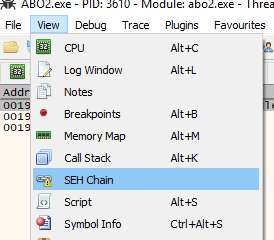 ABO2.exe - PID: 3610 - Module: abo2.exe - Threa
File View Debug Trace Plugins Favourites
CPU Alt+C
Log Window Alt+L
Notes
Breakpoints Alt+B
Memory Map Alt+M
Call Stack Alt+K
SEH Chain
Script Alt+S
Symbol Info Ctrl+Alt+S
Addr
0019
0019
0019